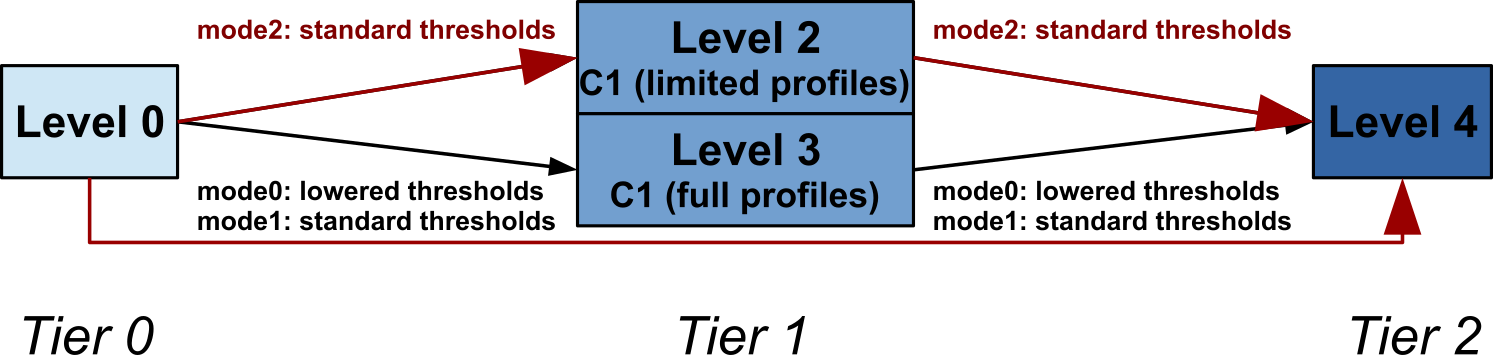 mode2: standard thresholds
Level 2
C1 (limited profiles)
mode2: standard thresholds
Level 0
Level 3
C1 (full profiles)
Level 4
mode0: lowered thresholds
mode1: standard thresholds
mode0: lowered thresholds
mode1: standard thresholds
Tier 0
Tier 1
Tier 2